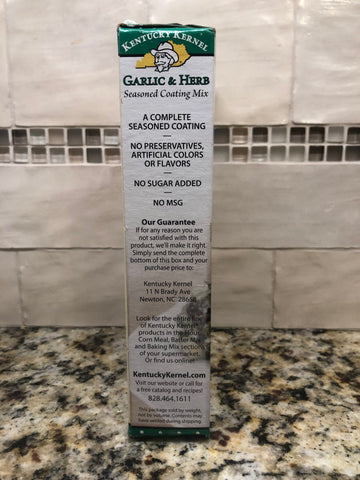 KENTUCKY KERNEL
GARLIC & HERB
Seasoned Coating Mix
A COMPLETE
SEASONED COATING
NO PRESERVATIVES,
ARTIFICIAL COLORS
OR FLAVORS
NO SUGAR ADDED
NO MSG
Our Guarantee
If for any reason you are
not satisfied with this
product, we'll make it right.
Simply send the complete
bottom of this box and your
purchase price to:
Kentucky Kernel
11 N Brady Ave
Newton, NC 28658
Look for the entire line
of Kentucky Kernel
products in the Flour,
Corn Meal, Batter Mix
and Baking Mix sections
of your supermarket.
Or find us online!
KentuckyKernel.com
Visit our website or call for
a free catalog and recipes!
828.464.1611
This package sold by weight,
not by volume. Contents may
have settled during shipping.